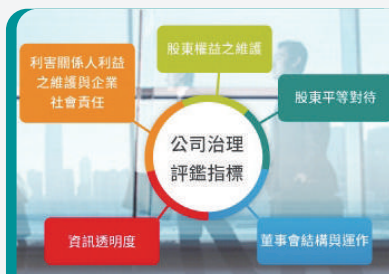 股東權益之維護
利害關係人利益
之維護與企業
社會責任
股東平等對待
公司治理
評鑑指標
資訊透明度
董事會結構與運作